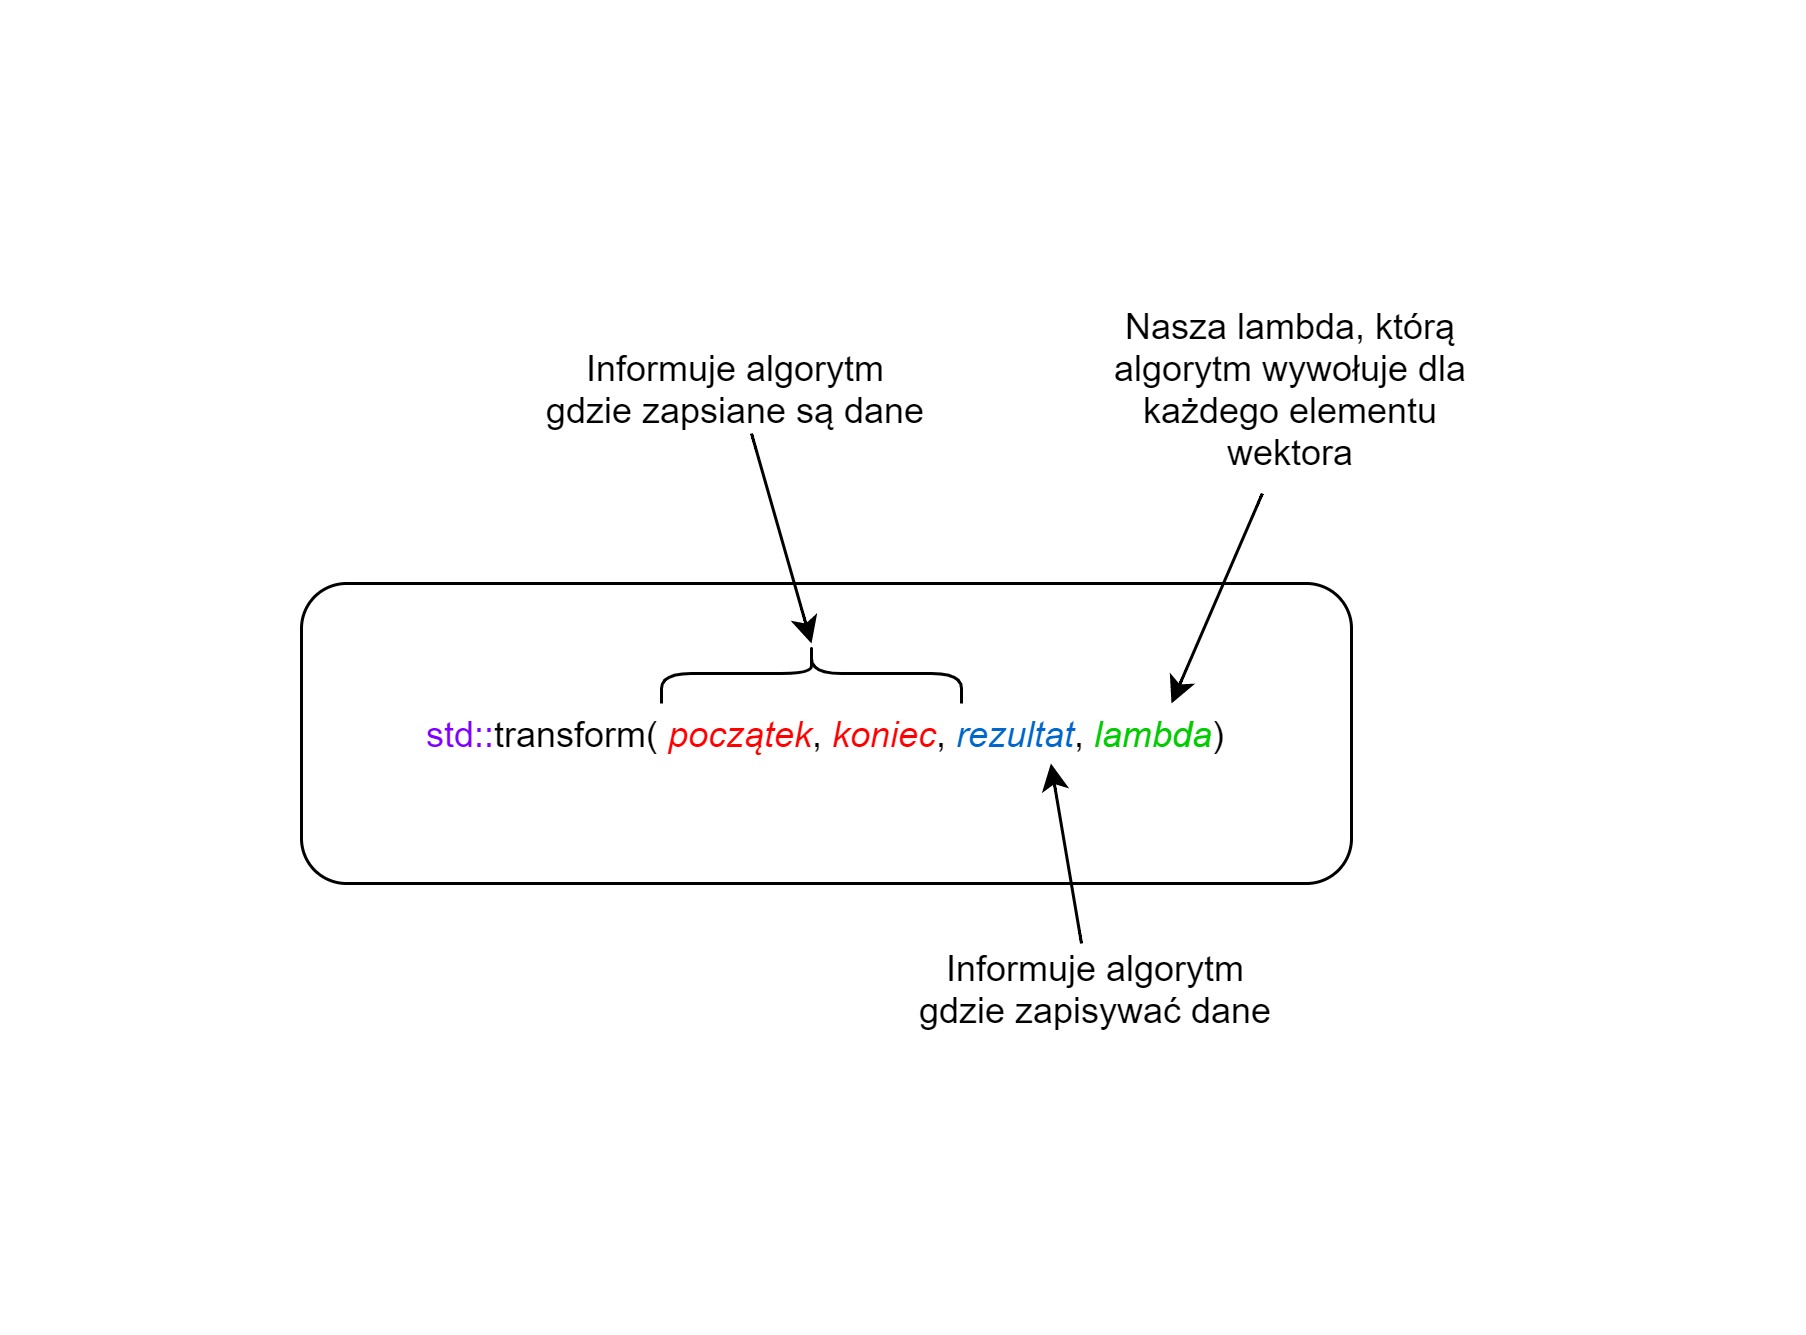 Nasza lambda, którą
algorytm wywołuje dla
każdego elementu
wektora
Informuje algorytm
gdzie zapsiane są dane
std::transform( początek, koniec, rezultat, lambda)
Informuje algorytm
gdzie zapisywać dane